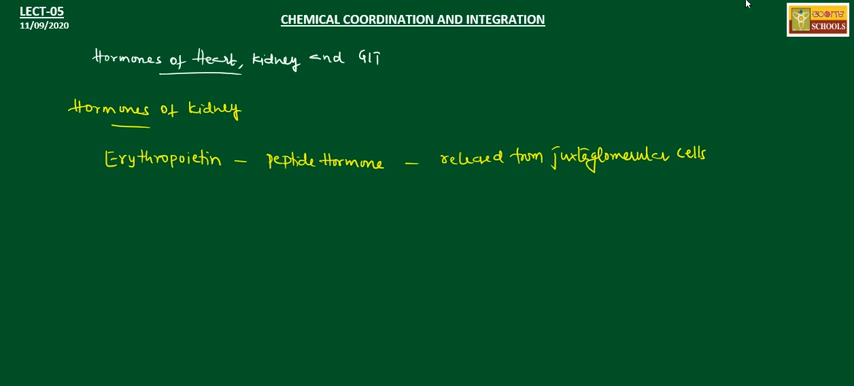 LECT-05
11/09/2020
CHEMICAL COORDINATION AND INTEGRATION
SCHOOLS
Hormones of Heart, kidney and GIT
Hormones of kidney
Erythropoietin – peptide Hormone – released from juxtaglomerular cells